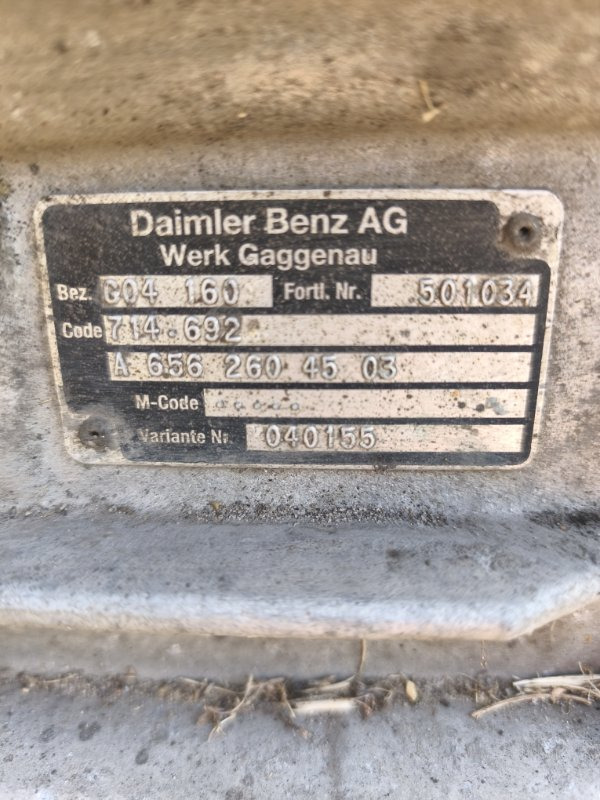 Daimler Benz AG
Werk Gaggenau
Bez. G04 160 Fortl. Nr. 501034
Code 714.692
A 656 260 45 03
M-Code
Variante Nr 040155